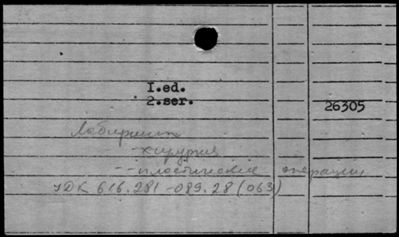 I.ed.
2.ser. 26305
Лабиринт
-хирургия
--пластические операции
УДК 616.281-089.28(063)